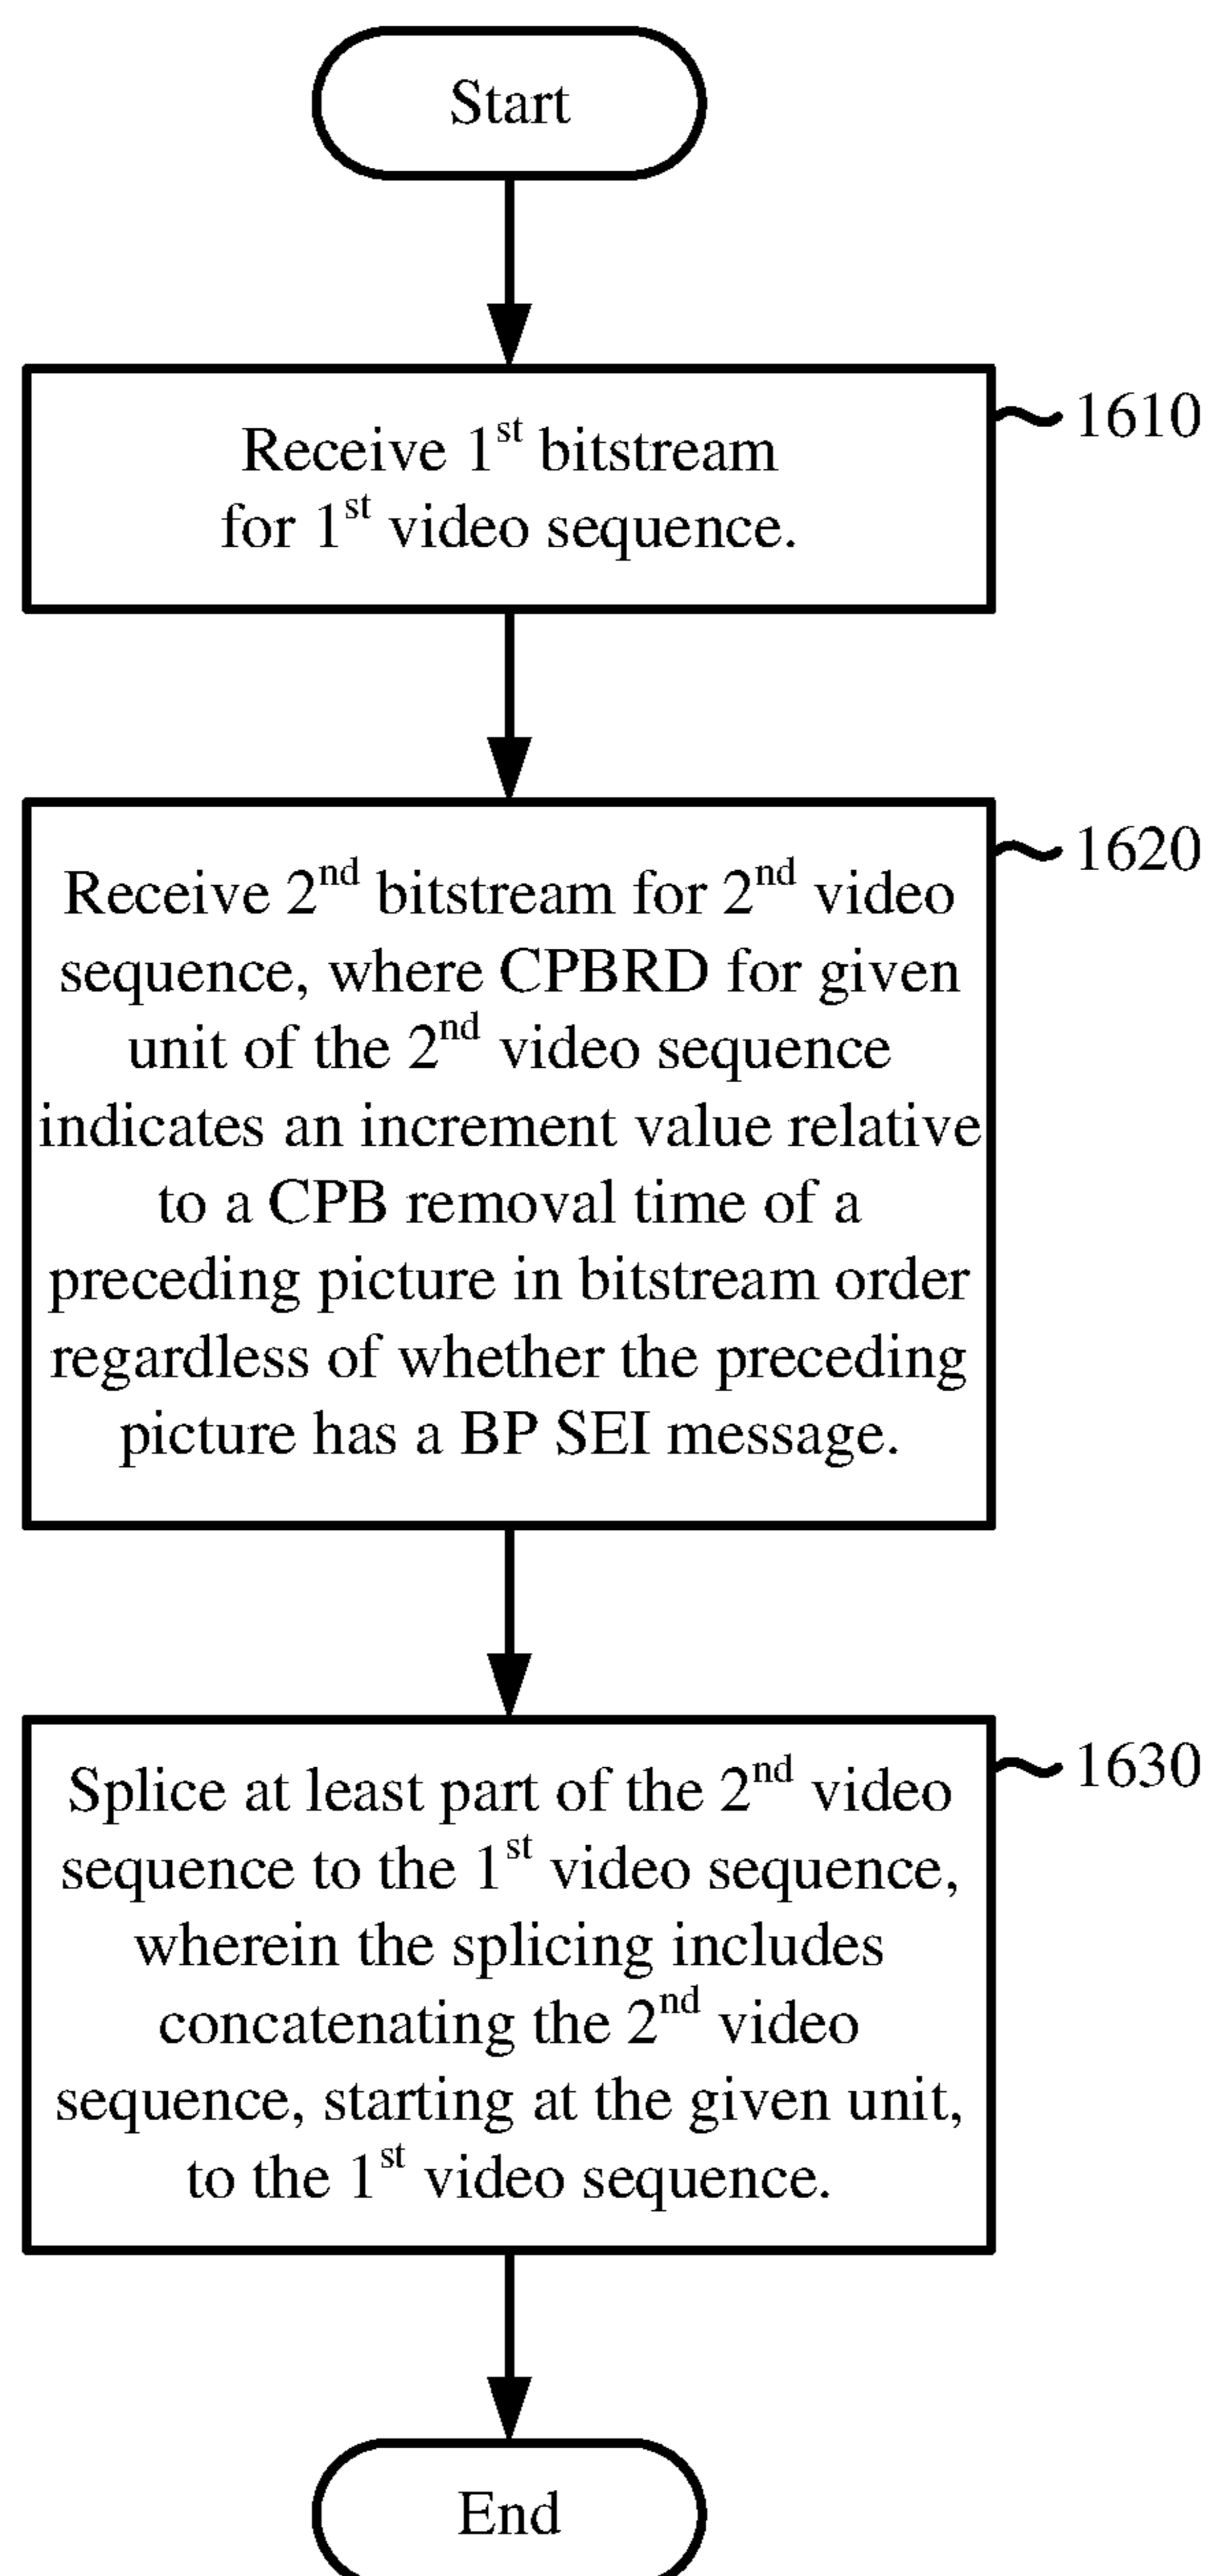 Start
Receive 1st bitstream
for 1st video sequence.
1610
Receive 2nd bitstream for 2nd video
sequence, where CPBRD for given
unit of the 2nd video sequence
indicates an increment value relative
to a CPB removal time of a
preceding picture in bitstream order
regardless of whether the preceding
picture has a BP SEI message.
1620
Splice at least part of the 2nd video
sequence to the 1st video sequence,
wherein the splicing includes
concatenating the 2nd video
sequence, starting at the given unit,
to the 1st video sequence.
1630
End